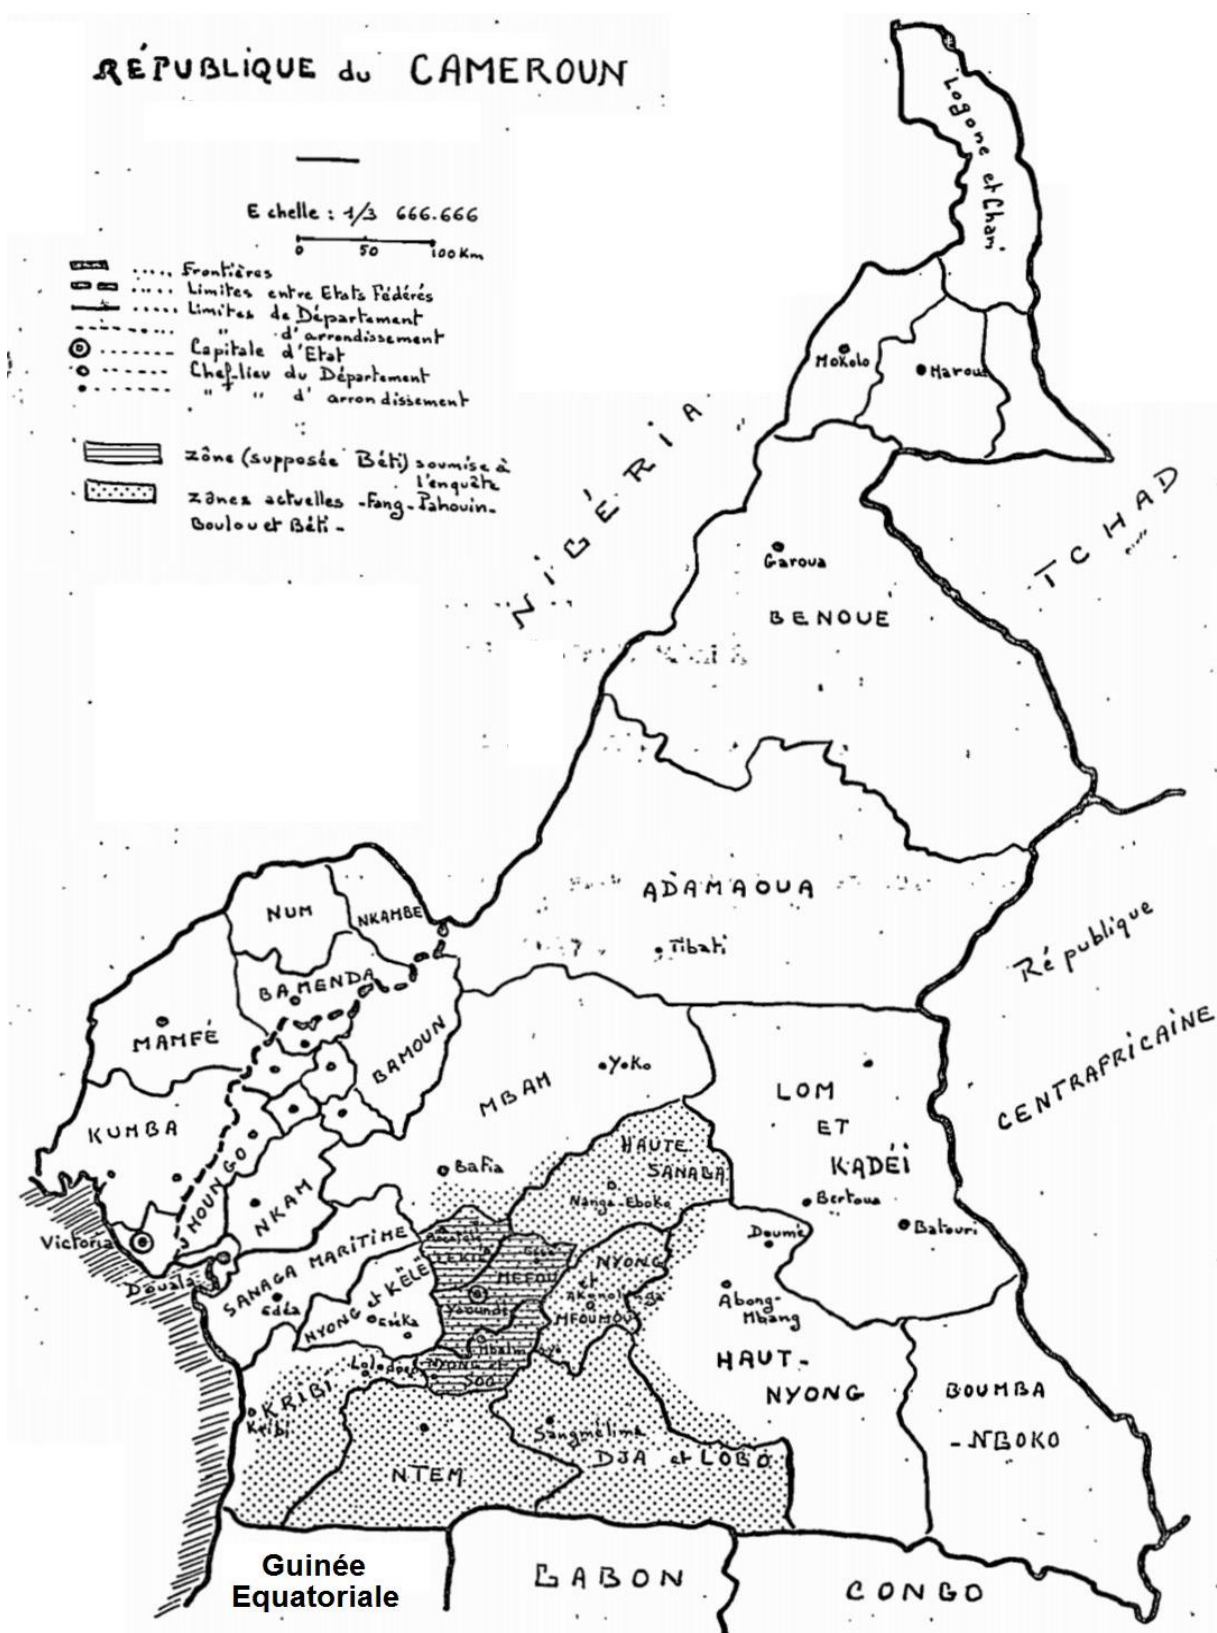 RÉPUBLIQUE du CAMEROUN
Echelle : 1/3 666.666
0 50 100 Km
Frontières
Limites entre Etats Fédérés
Limites de Département
" d'arrondissement
Capitale d'Etat
Chef-lieu du Département
" " d'arrondissement
zône (supposée Béti) soumise à
l'enquête
zônes actuelles -Fang-Pahouin-
Boulou et Béti-
Logone et Chari
Mokolo
Maroua
NIGÉRIA
TCHAD
Garoua
BENOUE
ADAMAOUA
Tibati
République
CENTRAFRICAINE
NUM
NKAMBE
BAMENDA
MAMFÉ
BAMOUN
KUMBA
MBAM
Yoko
LOM
ET
KADÉI
Bertoua
Batouri
HAUTE
SANAGA
Nanga-Eboko
Bafia
MOUNGO
NKAM
Victoria
Douala
SANAGA MARITIME
Edéa
NYONG et KÉLÉ
Eséka
LEKIÉ
MEFOU
Yaoundé
Mbalmayo
NYONG et
SOO
NYONG
et
Akonolinga
MFOUMOU
Doumé
Abong-
Mbang
HAUT-
NYONG
BOUMBA
-NGOKO
Lolodorf
KRIBI
Kribi
NTEM
Sangmélima
DJA et LOBO
Guinée
Equatoriale
GABON
CONGO